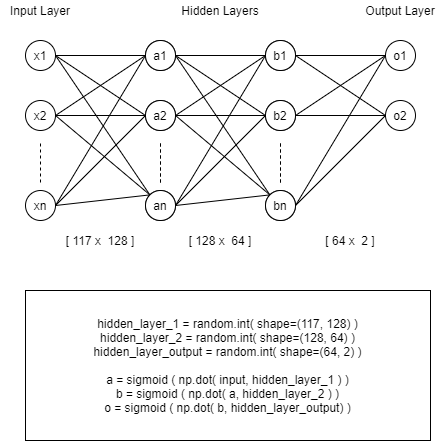 Input Layer Hidden Layers Output Layer
x1 a1 b1 o1
x2 a2 b2 o2
xn an bn
[ 117 x 128 ] [ 128 x 64 ] [ 64 x 2 ]
hidden_layer_1 = random.int( shape=(117, 128) )
hidden_layer_2 = random.int( shape=(128, 64) )
hidden_layer_output = random.int( shape=(64, 2) )
a = sigmoid ( np.dot( input, hidden_layer_1 ) )
b = sigmoid ( np.dot( a, hidden_layer_2 ) )
o = sigmoid ( np.dot( b, hidden_layer_output) )